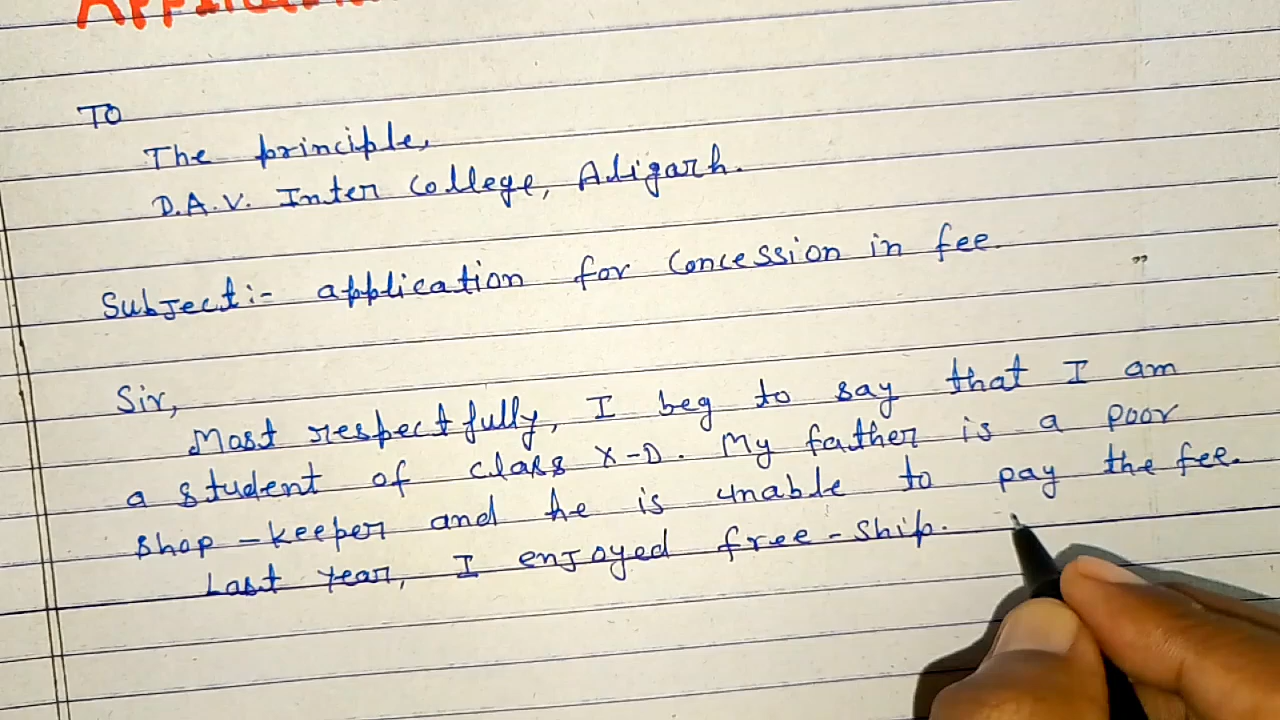 TO
The principle,
D.A.V. Inter College, Aligarh.
Subject:- application for Concession in fee.
”
Sir,
Most respectfully, I beg to say that I am
a student of class X-D. My father is a poor
shop-keeper and he is unable to pay the fee.
Last year, I enjoyed free-ship.